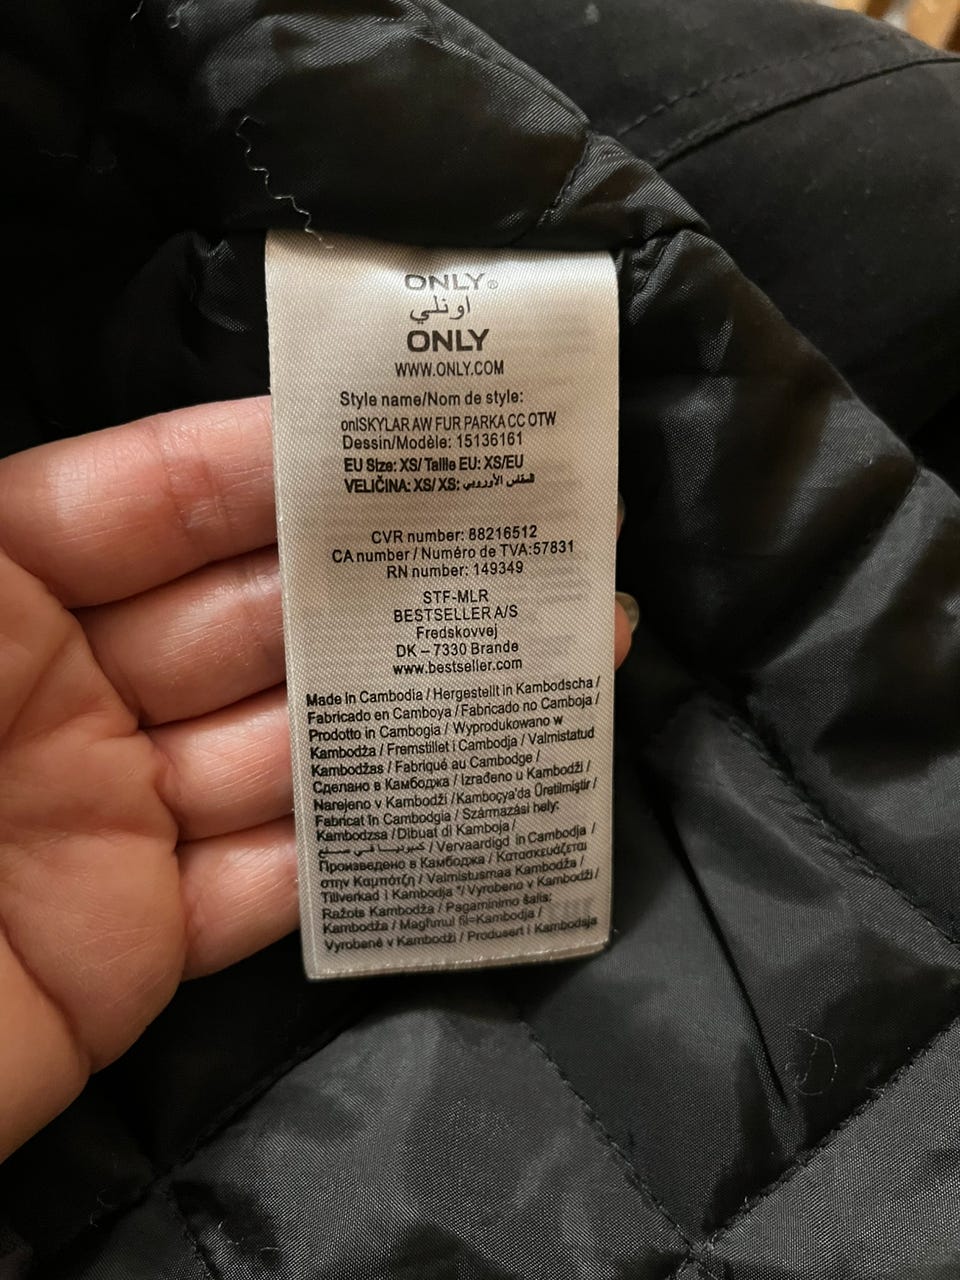 ONLY®
اونلي
ONLY
WWW.ONLY.COM
Style name/Nom de style:
onlSKYLAR AW FUR PARKA CC OTW
Dessin/Modèle: 15136161
EU Size: XS/ Taille EU: XS/EU
VELIČINA: XS/ XS: المقاس الأوروبي
CVR number: 88216512
CA number / Numéro de TVA:57831
RN number: 149349
STF-MLR
BESTSELLER A/S
Fredskovvej
DK – 7330 Brande
www.bestseller.com
Made in Cambodia / Hergestellt in Kambodscha /
Fabricado en Camboya / Fabricado no Camboja /
Prodotto in Cambogia / Wyprodukowano w
Kambodża / Fremstillet i Cambodja / Valmistatud
Kambodžas / Fabriqué au Cambodge /
Сделано в Камбоджа / Izrađeno u Kambodži /
Narejeno v Kambodži /Kamboçya'da Üretilmiştir /
Fabricat în Cambodgia / Származási hely:
Kambodzsa / Dibuat di Kamboja /
كمبوديا في صنع / Vervaardigd in Cambodja /
Произведено в Камбоджа / Κατασκευάζεται
στην Καμπότζη / Valmistusmaa Kambodža /
Tillverkad i Kambodja */ Vyrobeno v Kambodži /
Ražots Kambodža / Pagaminimo šalis:
Kambodža / Magħmul fil-Kambodja /
Vyrobené v Kambodži / Produsert i Kambodsja